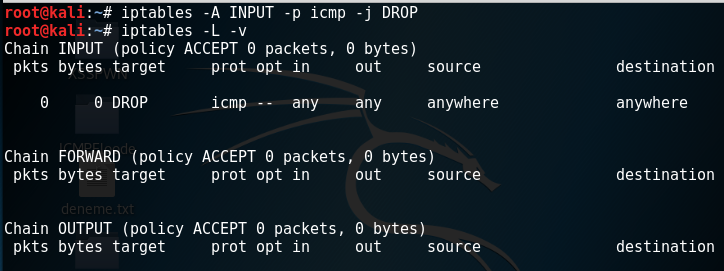 root@kali:~# iptables -A INPUT -p icmp -j DROP
root@kali:~# iptables -L -v
Chain INPUT (policy ACCEPT 0 packets, 0 bytes)
 pkts bytes target     prot opt in     out     source               destination
    0     0 DROP       icmp --  any    any     anywhere             anywhere
Chain FORWARD (policy ACCEPT 0 packets, 0 bytes)
 pkts bytes target     prot opt in     out     source               destination
deneme.txt
Chain OUTPUT (policy ACCEPT 0 packets, 0 bytes)
 pkts bytes target     prot opt in     out     source               destination